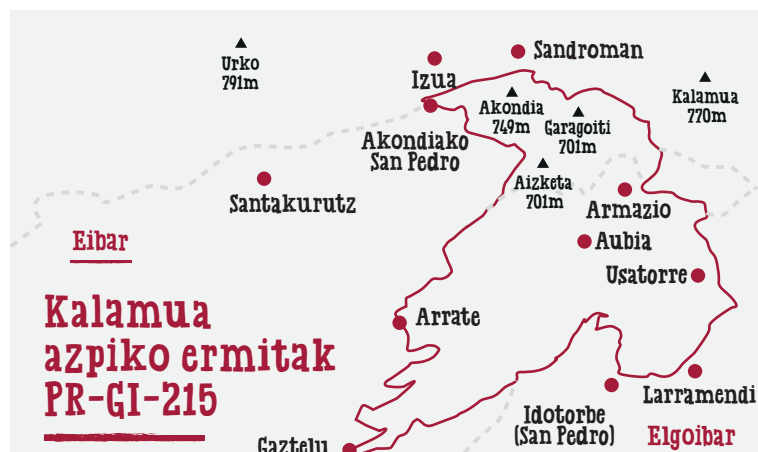 Urko
791m
Izua
Sandroman
Akondia
749m
Garagoiti
701m
Kalamua
770m
Akondiako
San Pedro
Aizketa
701m
Santakurutz
Armazio
Eibar
Aubia
Usatorre
Kalamua
azpiko ermitak
PR-GI-215
Arrate
Larramendi
Idotorbe
(San Pedro)
Elgoibar
Gaztelu